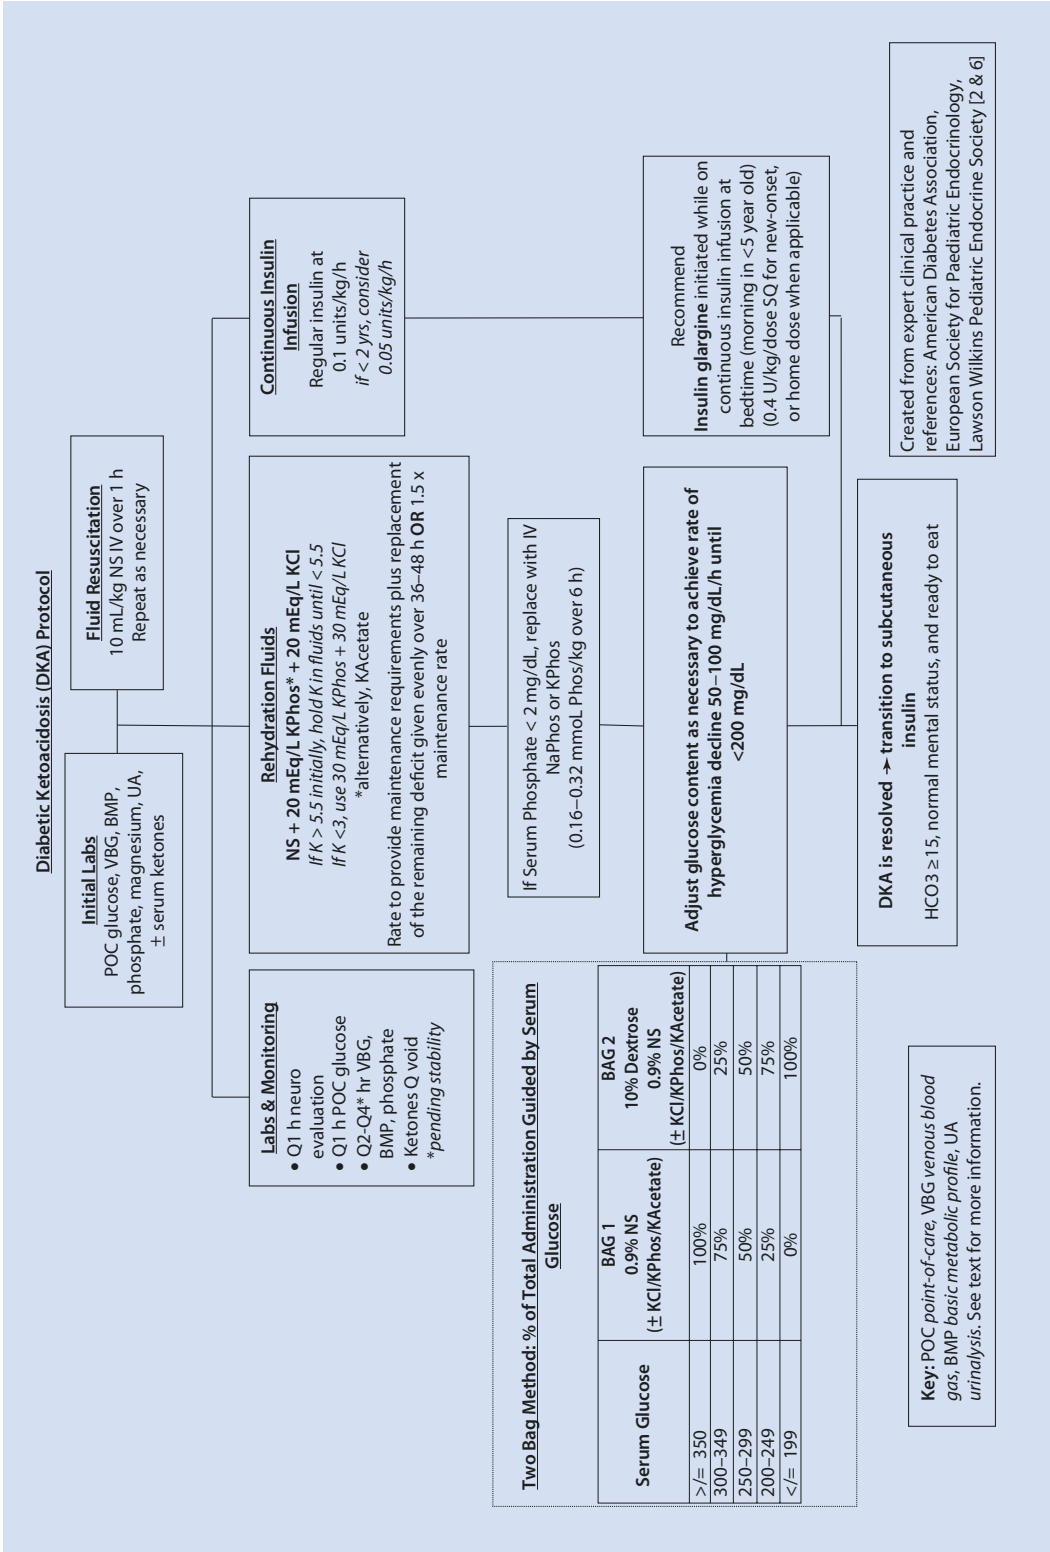 Diabetic Ketoacidosis (DKA) Protocol
Initial Labs
POC glucose, VBG, BMP,
phosphate, magnesium, UA,
± serum ketones
Fluid Resuscitation
10 mL/kg NS IV over 1 h
Repeat as necessary
Labs & Monitoring
• Q1 h neuro
evaluation
• Q1 h POC glucose
• Q2-Q4* hr VBG,
BMP, phosphate
• Ketones Q void
*pending stability
Rehydration Fluids
NS + 20 mEq/L KPhos* + 20 mEq/L KCl
If K > 5.5 initially, hold K in fluids until < 5.5
If K <3, use 30 mEq/L KPhos + 30 mEq/L KCl
*alternatively, KAcetate
Rate to provide maintenance requirements plus replacement
of the remaining deficit given evenly over 36–48 h OR 1.5 x
maintenance rate
Continuous Insulin
Infusion
Regular insulin at
0.1 units/kg/h
if < 2 yrs, consider
0.05 units/kg/h
If Serum Phosphate < 2 mg/dL, replace with IV
NaPhos or KPhos
(0.16–0.32 mmoL Phos/kg over 6 h)
Two Bag Method: % of Total Administration Guided by Serum
Glucose
Serum Glucose
BAG 1
0.9% NS
(± KCl/KPhos/KAcetate)
BAG 2
10% Dextrose
0.9% NS
(± KCl/KPhos/KAcetate)
>/= 350 100% 0%
300–349 75% 25%
250–299 50% 50%
200–249 25% 75%
</= 199 0% 100%
Adjust glucose content as necessary to achieve rate of
hyperglycemia decline 50–100 mg/dL/h until
<200 mg/dL
Recommend
Insulin glargine initiated while on
continuous insulin infusion at
bedtime (morning in <5 year old)
(0.4 U/kg/dose SQ for new-onset,
or home dose when applicable)
DKA is resolved → transition to subcutaneous
insulin
HCO3 ≥ 15, normal mental status, and ready to eat
Key: POC point-of-care, VBG venous blood
gas, BMP basic metabolic profile, UA
urinalysis. See text for more information.
Created from expert clinical practice and
references: American Diabetes Association,
European Society for Paediatric Endocrinology,
Lawson Wilkins Pediatric Endocrine Society [2 & 6]